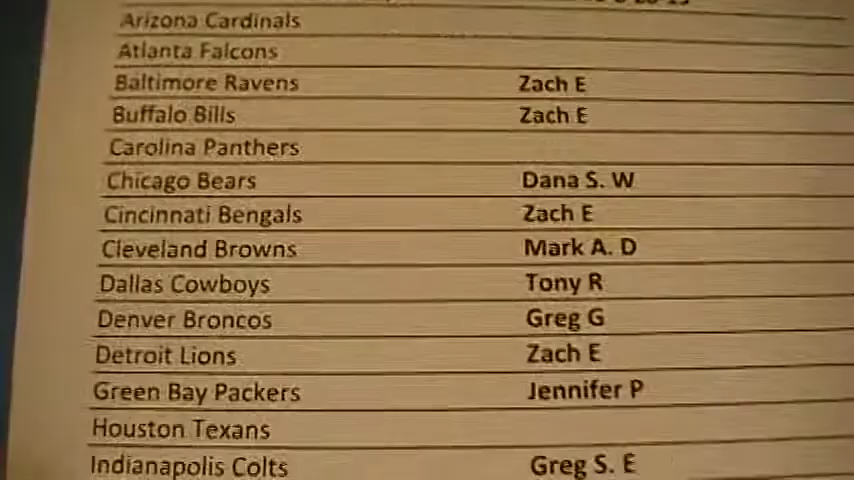 Arizona Cardinals
Atlanta Falcons
Baltimore Ravens Zach E
Buffalo Bills Zach E
Carolina Panthers
Chicago Bears Dana S. W
Cincinnati Bengals Zach E
Cleveland Browns Mark A. D
Dallas Cowboys Tony R
Denver Broncos Greg G
Detroit Lions Zach E
Green Bay Packers Jennifer P
Houston Texans
Indianapolis Colts Greg S. E